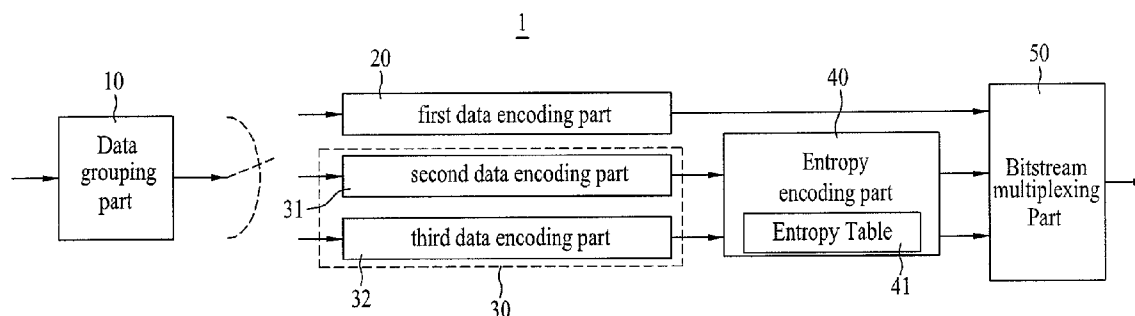 1
10
Data
grouping
part
20
first data encoding part
second data encoding part
31
third data encoding part
32
30
40
Entropy
encoding part
Entropy Table
41
50
Bitstream
multiplexing
Part